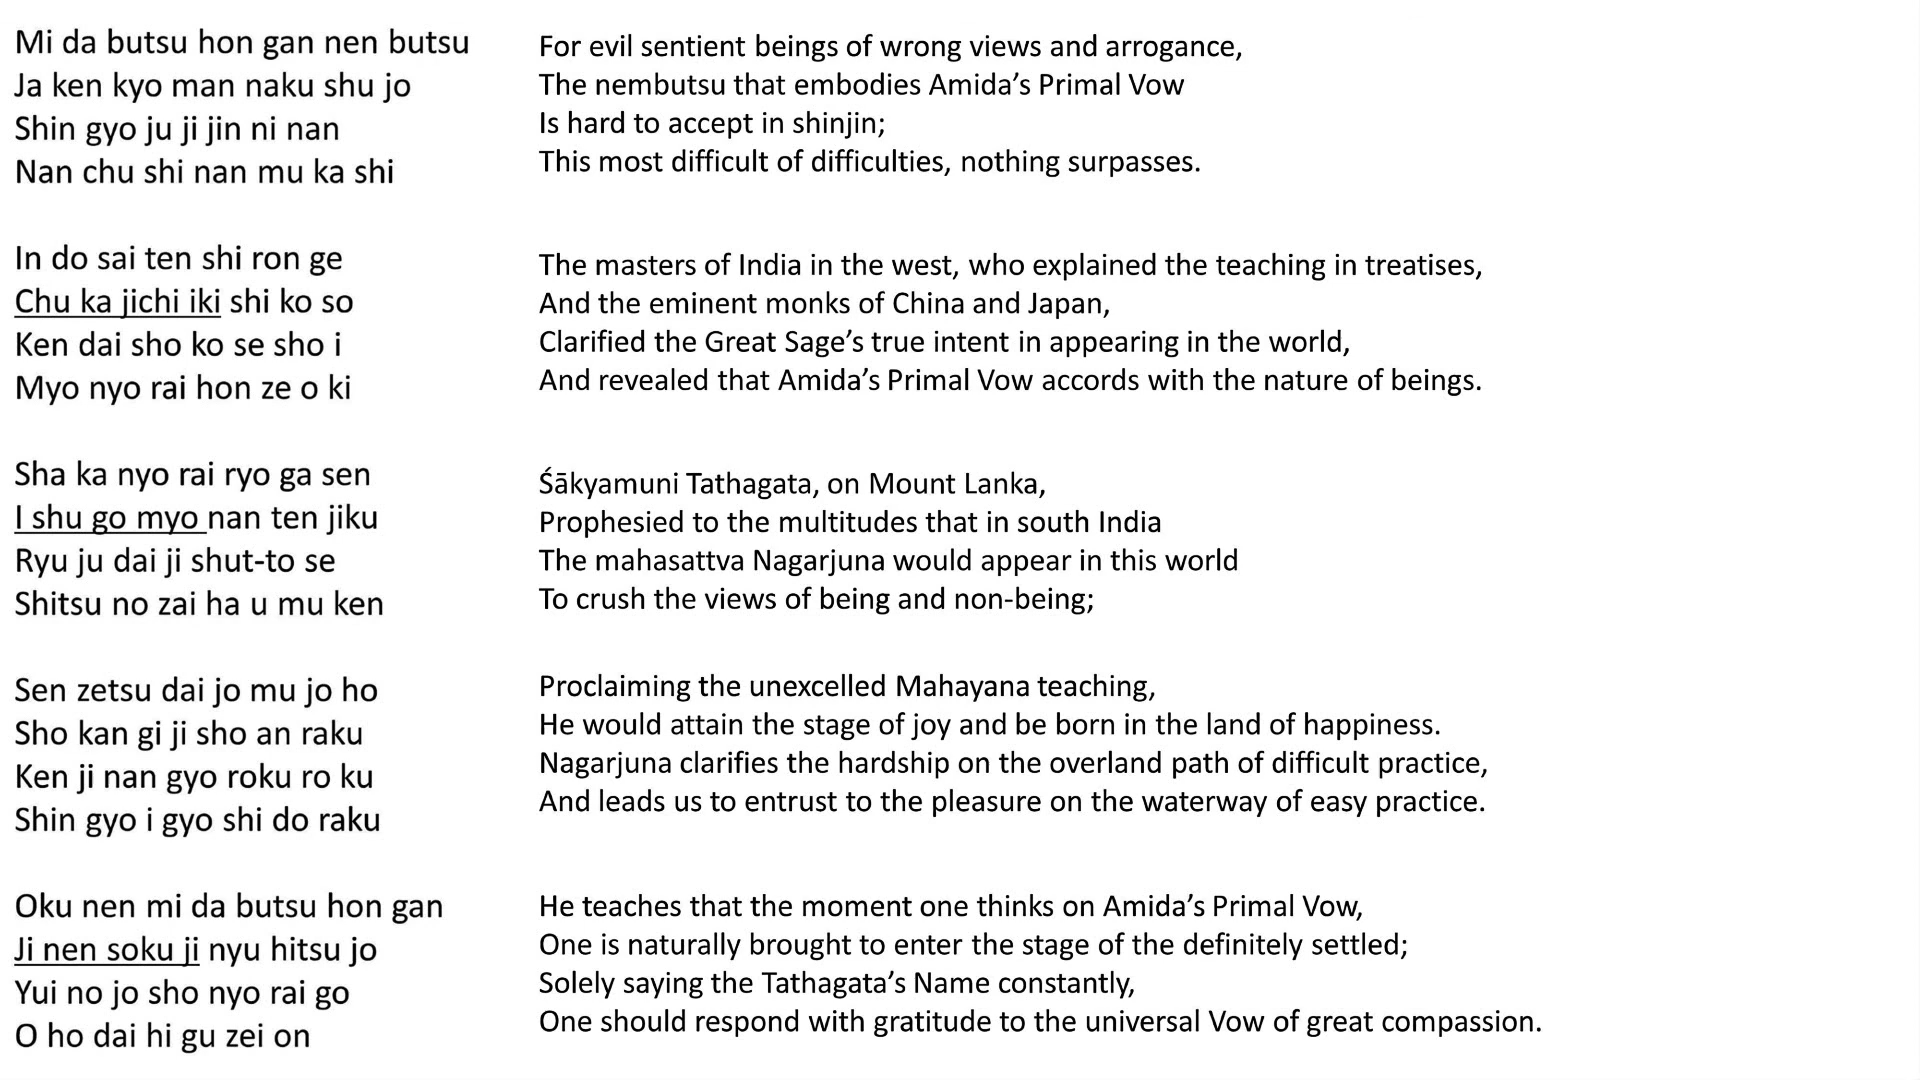 Mi da butsu hon gan nen butsu
Ja ken kyo man naku shu jo
Shin gyo ju ji jin ni nan
Nan chu shi nan mu ka shi
For evil sentient beings of wrong views and arrogance,
The nembutsu that embodies Amida’s Primal Vow
Is hard to accept in shinjin;
This most difficult of difficulties, nothing surpasses.
In do sai ten shi ron ge
Chu ka jichi iki shi ko so
Ken dai sho ko se sho i
Myo nyo rai hon ze o ki
The masters of India in the west, who explained the teaching in treatises,
And the eminent monks of China and Japan,
Clarified the Great Sage’s true intent in appearing in the world,
And revealed that Amida’s Primal Vow accords with the nature of beings.
Sha ka nyo rai ryo ga sen
I shu go myo nan ten jiku
Ryu ju dai ji shut-to se
Shitsu no zai ha u mu ken
Śākyamuni Tathagata, on Mount Lanka,
Prophesied to the multitudes that in south India
The mahasattva Nagarjuna would appear in this world
To crush the views of being and non-being;
Sen zetsu dai jo mu jo ho
Sho kan gi ji sho an raku
Ken ji nan gyo roku ro ku
Shin gyo i gyo shi do raku
Proclaiming the unexcelled Mahayana teaching,
He would attain the stage of joy and be born in the land of happiness.
Nagarjuna clarifies the hardship on the overland path of difficult practice,
And leads us to entrust to the pleasure on the waterway of easy practice.
Oku nen mi da butsu hon gan
Ji nen soku ji nyu hitsu jo
Yui no jo sho nyo rai go
O ho dai hi gu zei on
He teaches that the moment one thinks on Amida’s Primal Vow,
One is naturally brought to enter the stage of the definitely settled;
Solely saying the Tathagata’s Name constantly,
One should respond with gratitude to the universal Vow of great compassion.